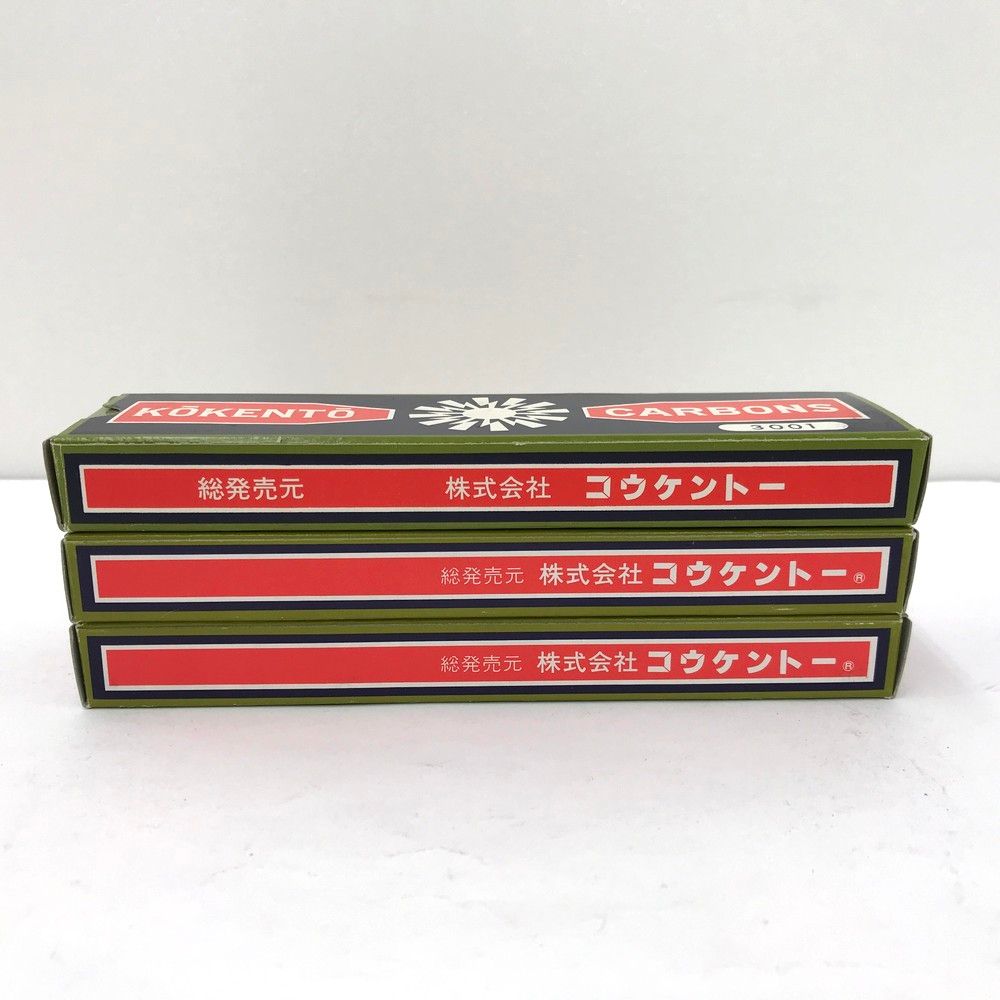 KŌKENTŌ CARBONS
3001
総発売元 株式会社 コウケントー
総発売元 株式会社 コウケントー®
総発売元 株式会社 コウケントー®